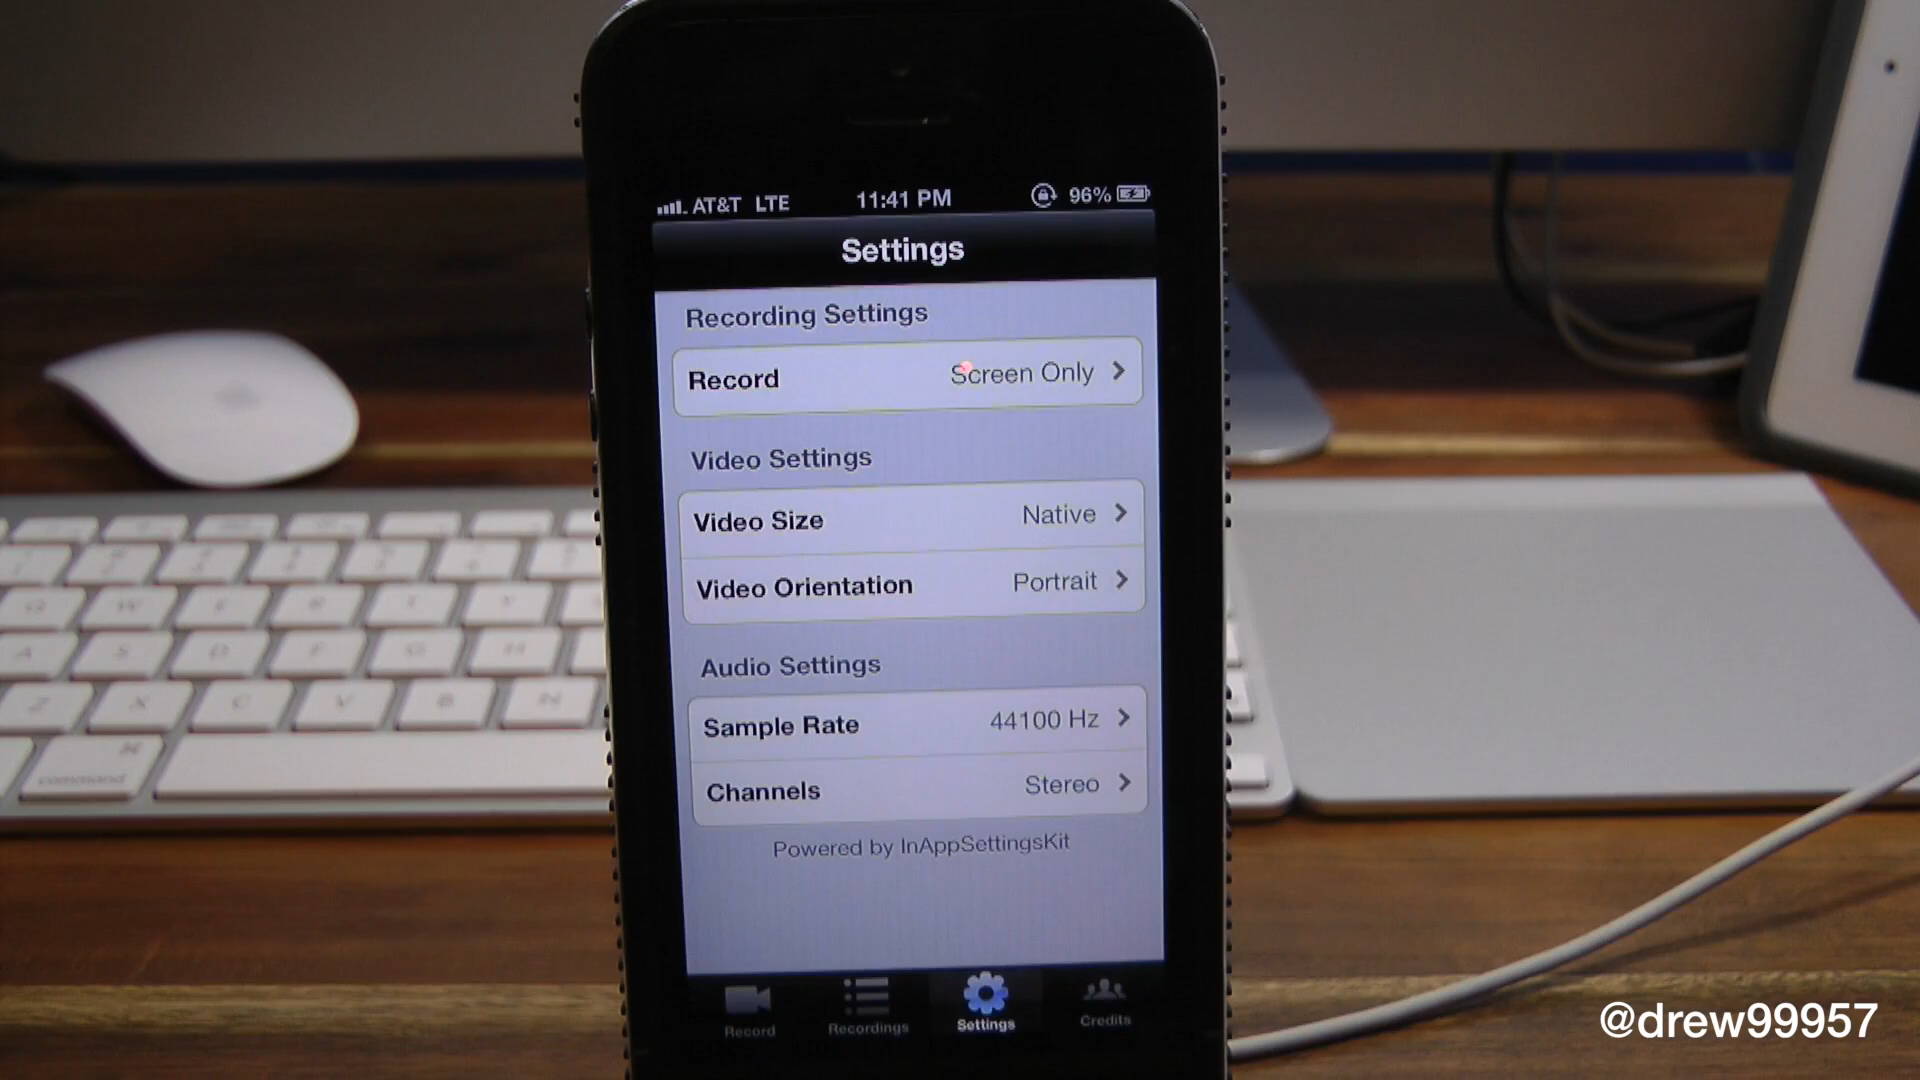 AT&T LTE 11:41 PM 96%
Settings
Recording Settings
Record Screen Only
Video Settings
Video Size Native
Video Orientation Portrait
Audio Settings
Sample Rate 44100 Hz
Channels Stereo
Powered by InAppSettingsKit
Record Recordings Settings Credits
A S D F G H
Z X C V B N
command
@drew99957